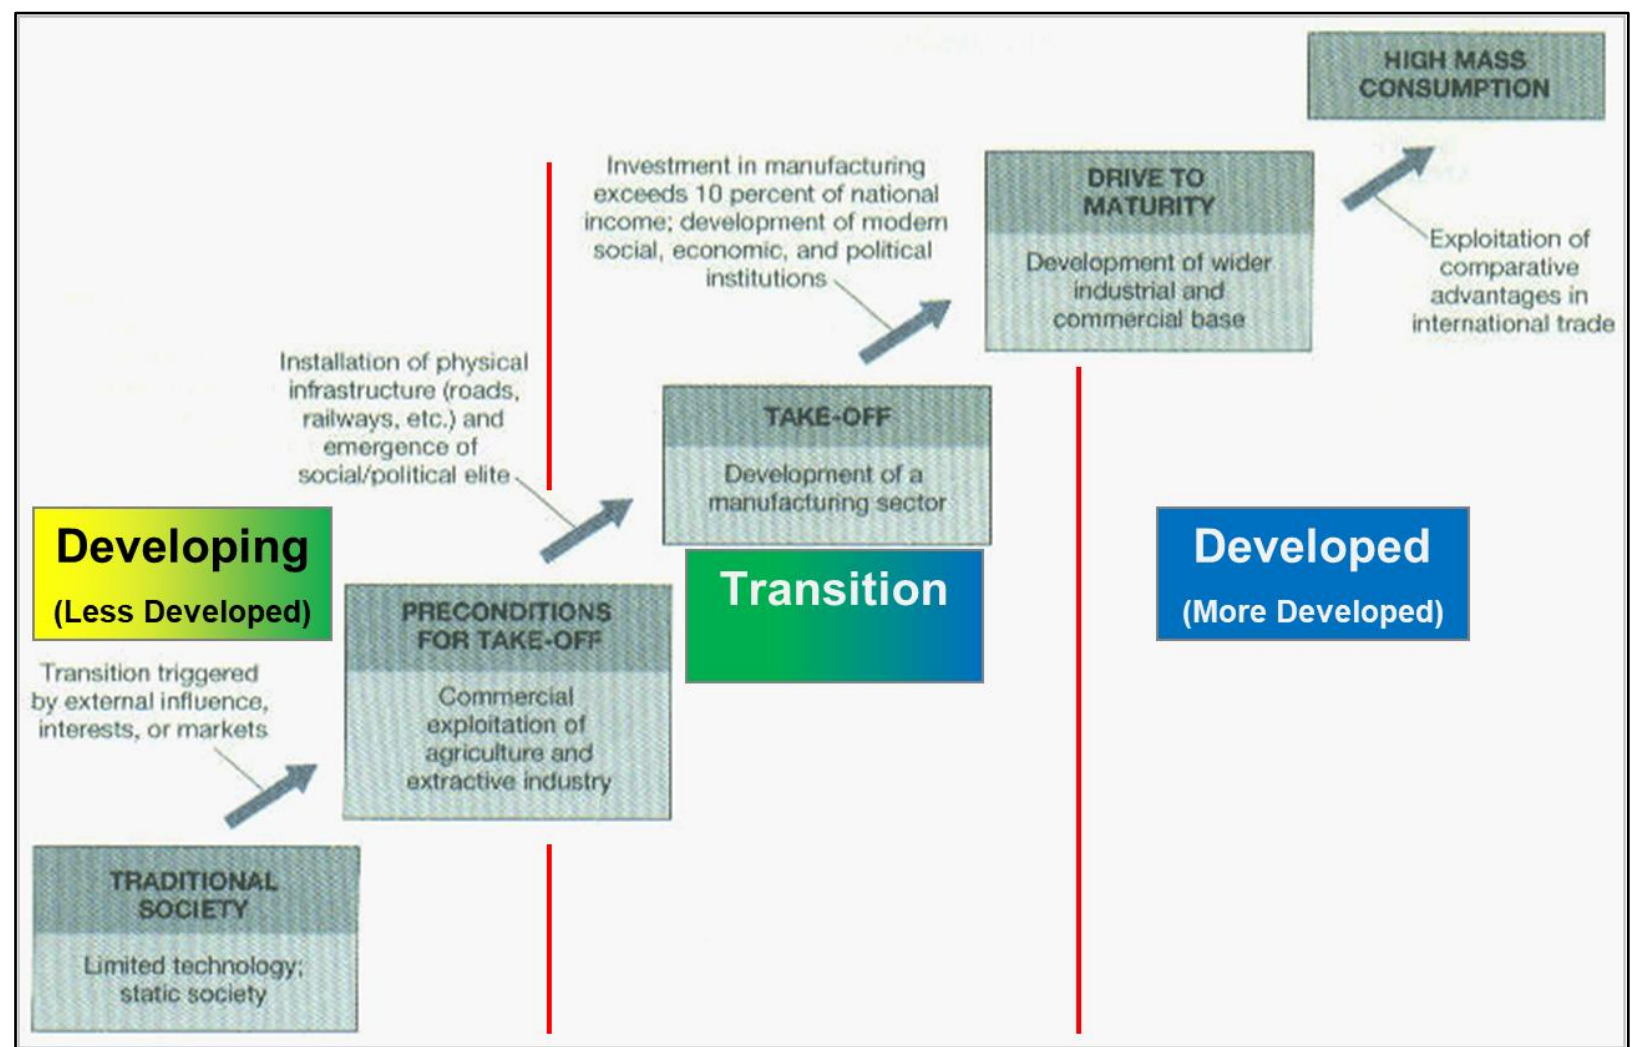 HIGH MASS
CONSUMPTION
Investment in manufacturing
exceeds 10 percent of national
income; development of modern
social, economic, and political
institutions
DRIVE TO
MATURITY
Development of wider
industrial and
commercial base
Exploitation of
comparative
advantages in
international trade
Installation of physical
infrastructure (roads,
railways, etc.) and
emergence of
social/political elite
TAKE-OFF
Development of a
manufacturing sector
Developing
(Less Developed)
Transition
Developed
(More Developed)
PRECONDITIONS
FOR TAKE-OFF
Commercial
exploitation of
agriculture and
extractive industry
Transition triggered
by external influence,
interests, or markets
TRADITIONAL
SOCIETY
Limited technology;
static society